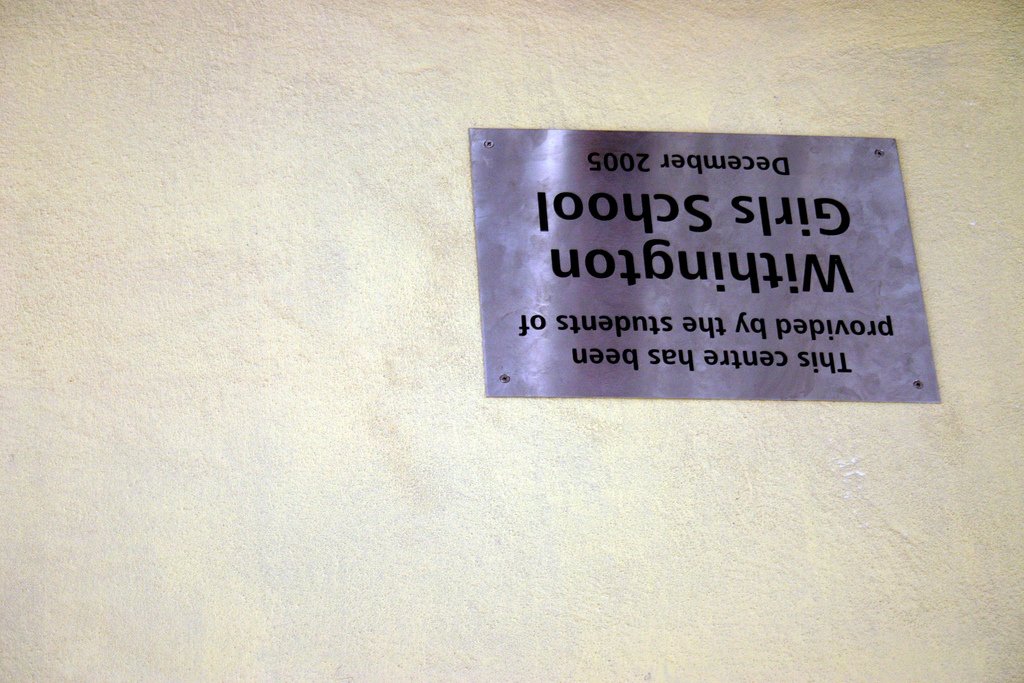 This centre has been
provided by the students of
Withington
Girls School
December 2005